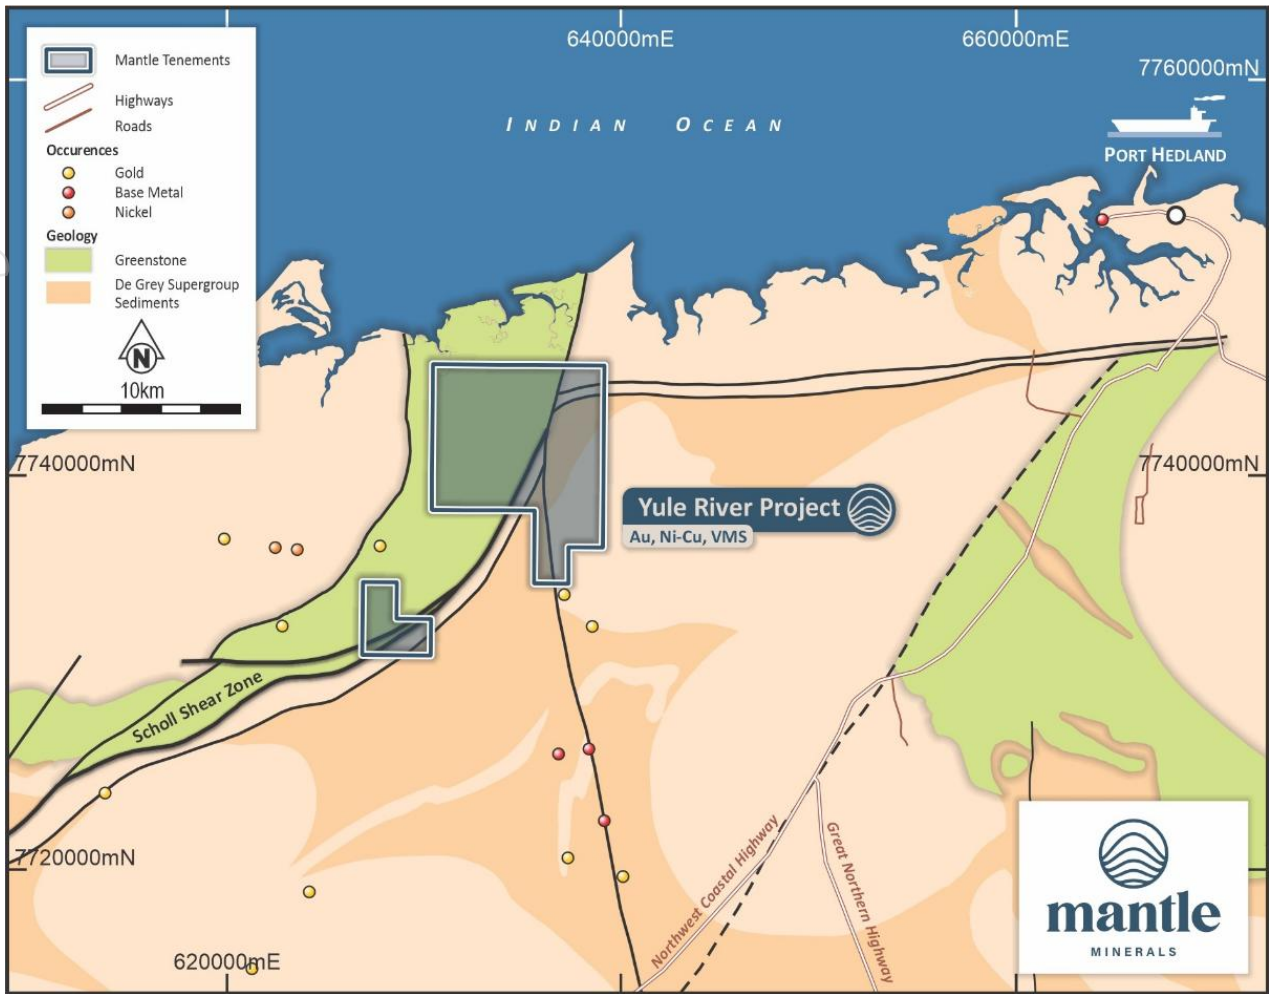 Mantle Tenements
Highways
Roads
Occurences
Gold
Base Metal
Nickel
Geology
Greenstone
De Grey Supergroup
Sediments
N
10km
640000mE
660000mE
7760000mN
INDIAN OCEAN
PORT HEDLAND
7740000mN
7740000mN
Yule River Project
Au, Ni-Cu, VMS
Scholl Shear Zone
7720000mN
Northwest Coastal Highway
Great Northern Highway
620000mE
mantle
MINERALS